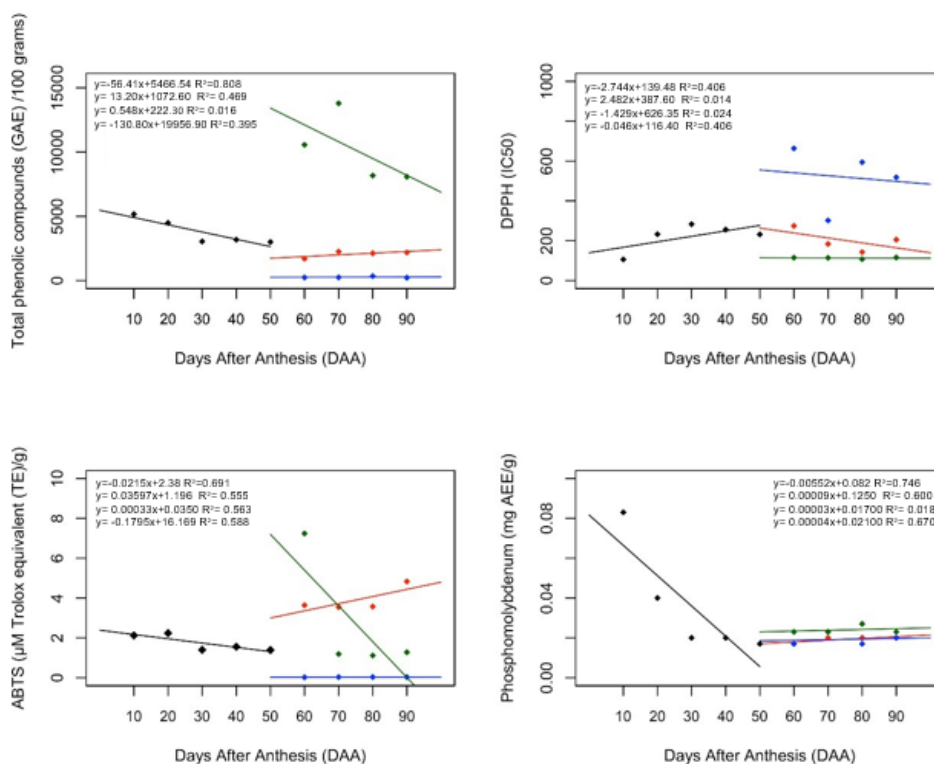 Total phenolic compounds (GAE) /100 grams
y=-56.41x+5466.54 R²=0.808
y= 13.20x+1072.60 R²= 0.469
y= 0.548x+222.30 R²= 0.016
y= -130.80x+19956.90 R²=0.395
15000
10000
5000
0
10 20 30 40 50 60 70 80 90
Days After Anthesis (DAA)
DPPH (IC50)
y=-2.744x+139.48 R²=0.406
y= 2.482x+387.60 R²= 0.014
y= -1.429x+626.35 R²= 0.024
y= -0.046x+116.40 R²=0.406
1000
600
200
0
10 20 30 40 50 60 70 80 90
Days After Anthesis (DAA)
ABTS (µM Trolox equivalent (TE)/g
y=-0.0215x+2.38 R²=0.691
y= 0.03597x+1.196 R²= 0.555
y= 0.00033x+0.0350 R²= 0.563
y= -0.1795x+16.169 R²= 0.588
10
8
6
4
2
0
10 20 30 40 50 60 70 80 90
Days After Anthesis (DAA)
Phosphomolybdenum (mg AEE/g)
y=-0.00552x+0.082 R²=0.746
y= 0.00009x+0.1250 R²= 0.600
y= 0.00003x+0.01700 R²= 0.018
y= 0.00004x+0.02100 R²= 0.670
0.08
0.04
0.00
10 20 30 40 50 60 70 80 90
Days After Anthesis (DAA)